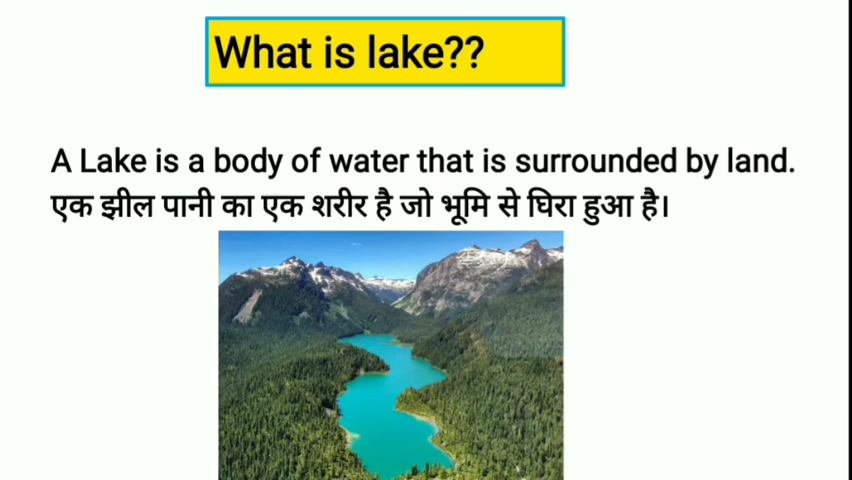 What is lake??
A Lake is a body of water that is surrounded by land.
एक झील पानी का एक शरीर है जो भूमि से घिरा हुआ है।